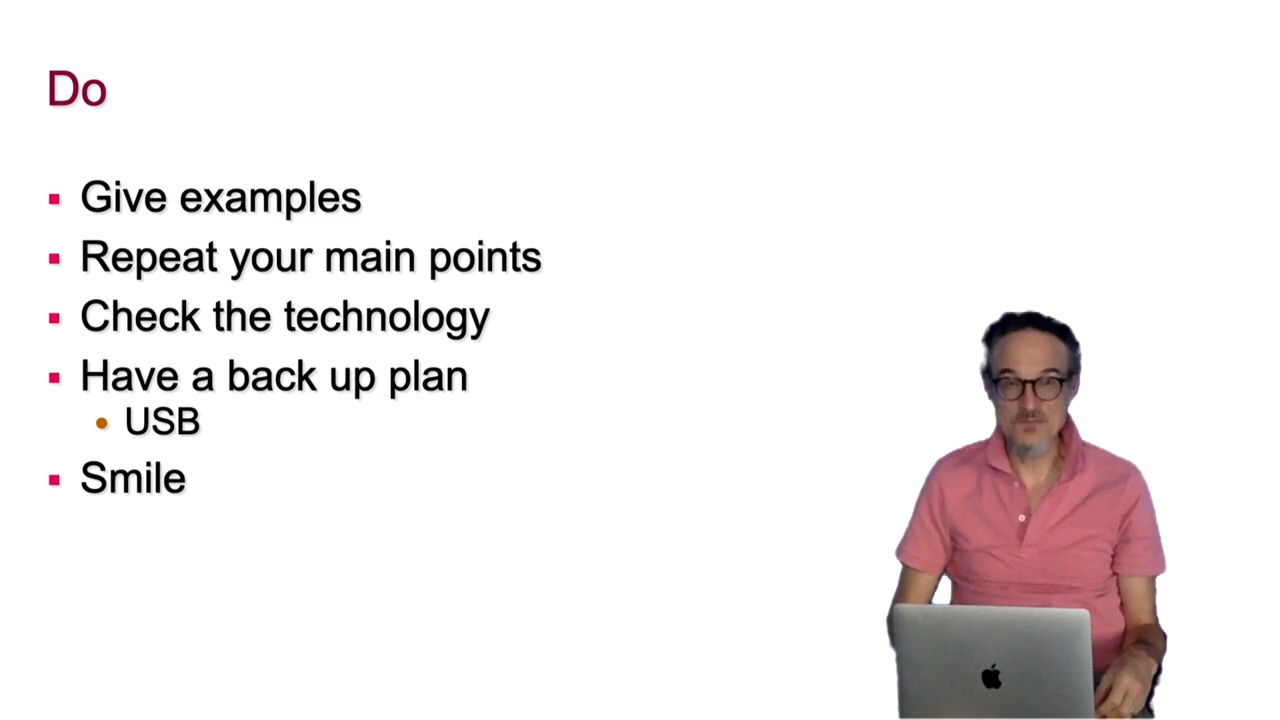 Do
Give examples
Repeat your main points
Check the technology
Have a back up plan
USB
Smile